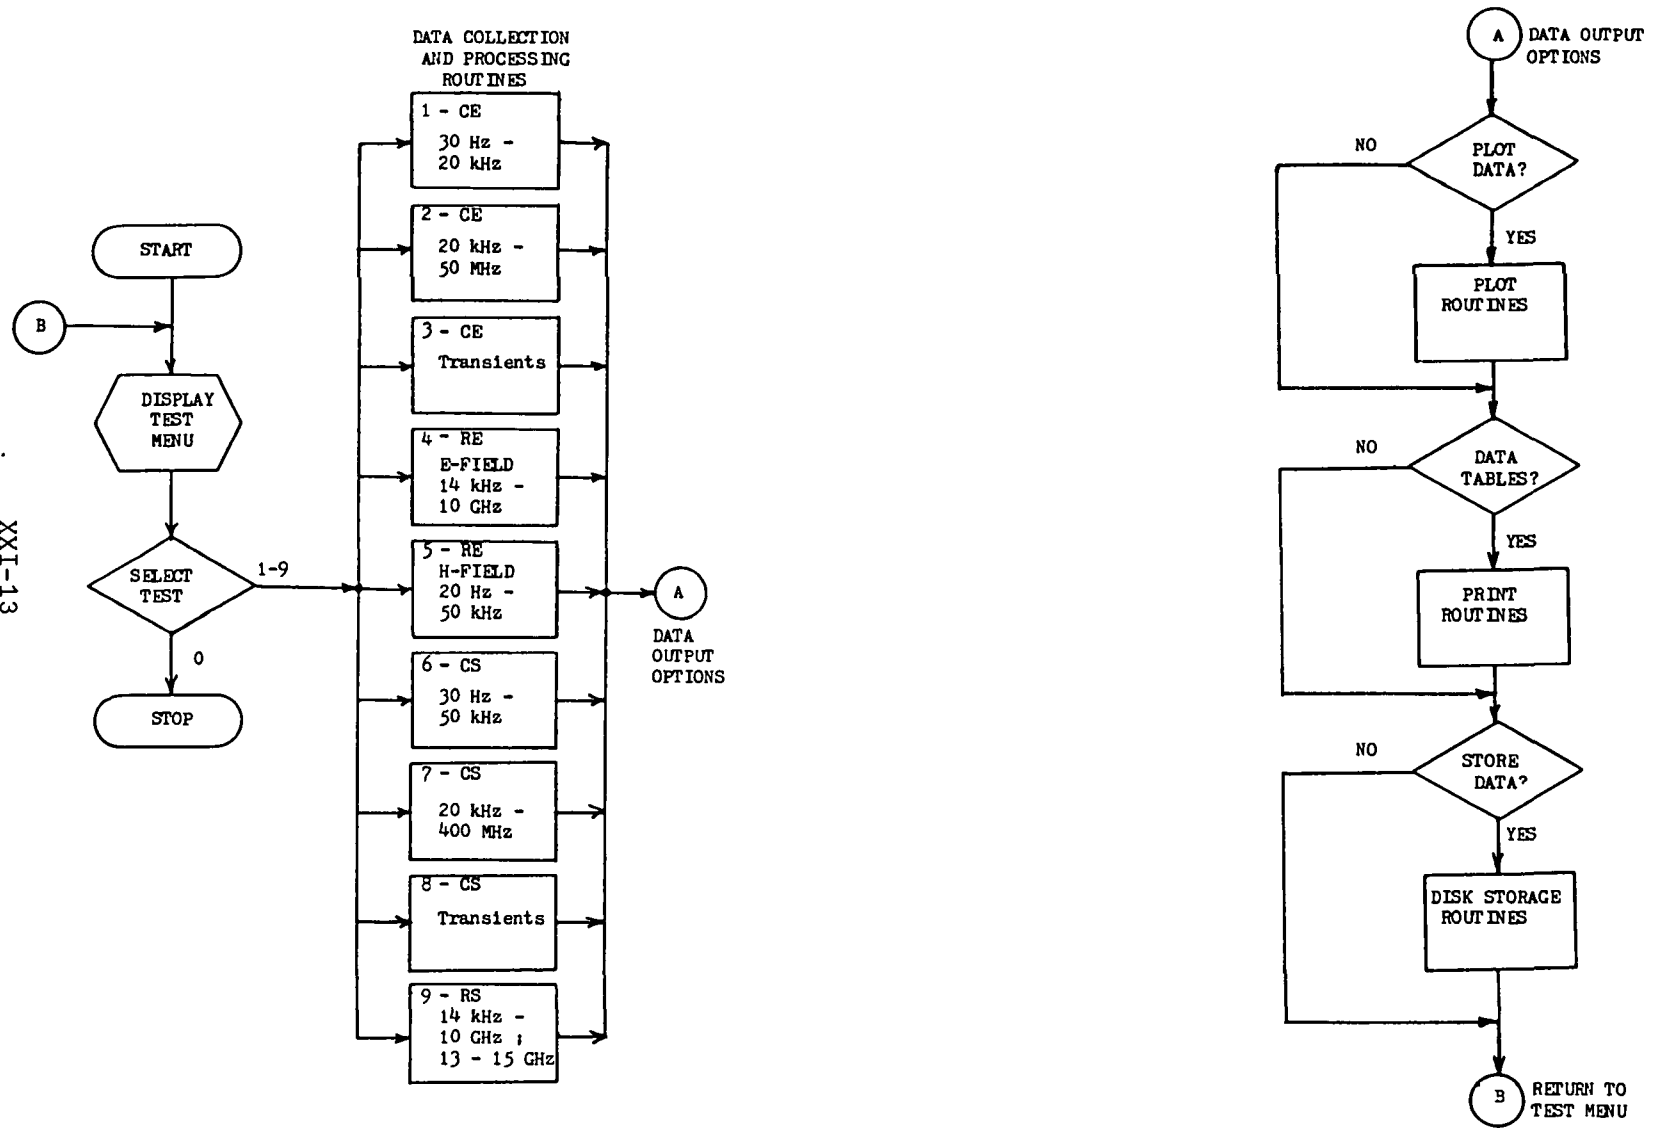 DATA COLLECTION
AND PROCESSING
ROUTINES
START
B
DISPLAY
TEST
MENU
SELECT
TEST
1-9
0
STOP
1 - CE
30 Hz -
20 kHz
2 - CE
20 kHz -
50 MHz
3 - CE
Transients
4 - RE
E-FIELD
14 kHz -
10 GHz
5 - RE
H-FIELD
20 Hz -
50 kHz
6 - CS
30 Hz -
50 kHz
7 - CS
20 kHz -
400 MHz
8 - CS
Transients
9 - RS
14 kHz -
10 GHz ;
13 - 15 GHz
A
DATA
OUTPUT
OPTIONS
A
DATA OUTPUT
OPTIONS
PLOT
DATA?
NO
YES
PLOT
ROUTINES
DATA
TABLES?
NO
YES
PRINT
ROUTINES
STORE
DATA?
NO
YES
DISK STORAGE
ROUTINES
B
RETURN TO
TEST MENU
XXI-13